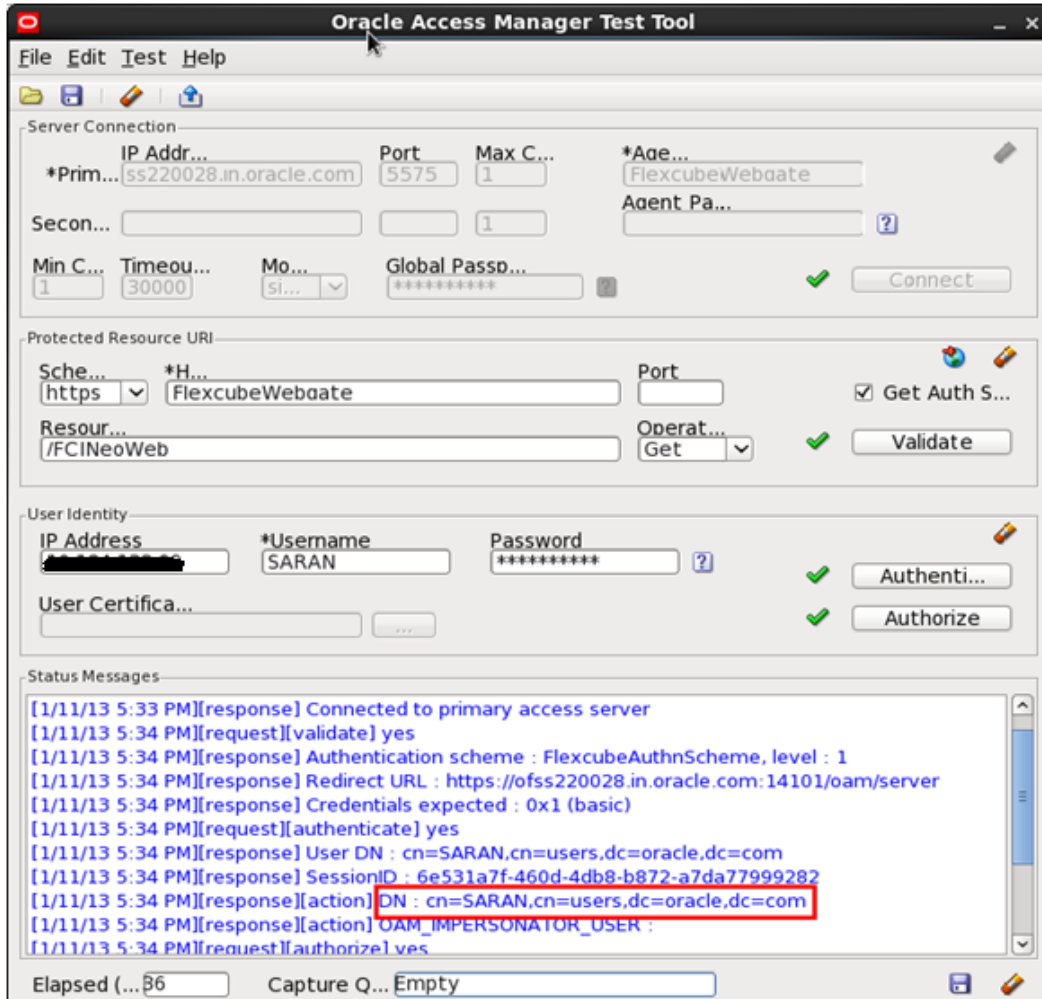 Oracle Access Manager Test Tool
File Edit Test Help
Server Connection
IP Addr... Port Max C... *Age...
*Prim... ss220028.in.oracle.com 5575 1 FlexcubeWebgate
Agent Pa...
Secon... 1
Min C... Timeou... Mo... Global Passp...
1 30000 si... ********** Connect
Protected Resource URI
Sche... *H... Port
https FlexcubeWebgate Get Auth S...
Resour... Operat...
/FCINeoWeb Get Validate
User Identity
IP Address *Username Password
SARAN ********** Authenti...
User Certifica...
... Authorize
Status Messages
[1/11/13 5:33 PM][response] Connected to primary access server
[1/11/13 5:34 PM][request][validate] yes
[1/11/13 5:34 PM][response] Authentication scheme : FlexcubeAuthnScheme, level : 1
[1/11/13 5:34 PM][response] Redirect URL : https://ofss220028.in.oracle.com:14101/oam/server
[1/11/13 5:34 PM][response] Credentials expected : 0x1 (basic)
[1/11/13 5:34 PM][request][authenticate] yes
[1/11/13 5:34 PM][response] User DN : cn=SARAN,cn=users,dc=oracle,dc=com
[1/11/13 5:34 PM][response] SessionID : 6e531a7f-460d-4db8-b872-a7da77999282
[1/11/13 5:34 PM][response][action] DN : cn=SARAN,cn=users,dc=oracle,dc=com
[1/11/13 5:34 PM][response][action] OAM_IMPERSONATOR_USER :
[1/11/13 5:34 PM][request][authorize] yes
Elapsed (... 36 Capture Q... Empty